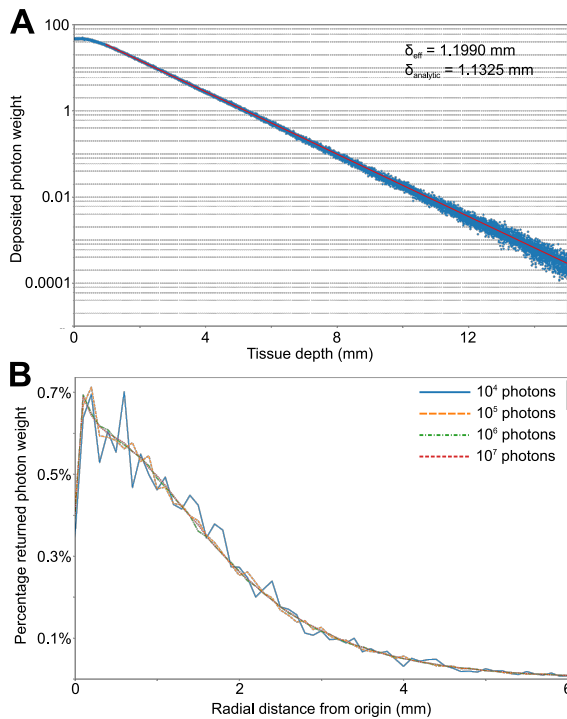 A
100
1
0.01
0.0001
Deposited photon weight
δeff = 1.1990 mm
δanalytic = 1.1325 mm
0
4
8
12
Tissue depth (mm)
B
0.7%
0.5%
0.3%
0.1%
Percentage returned photon weight
10⁴ photons
10⁵ photons
10⁶ photons
10⁷ photons
0
2
4
6
Radial distance from origin (mm)